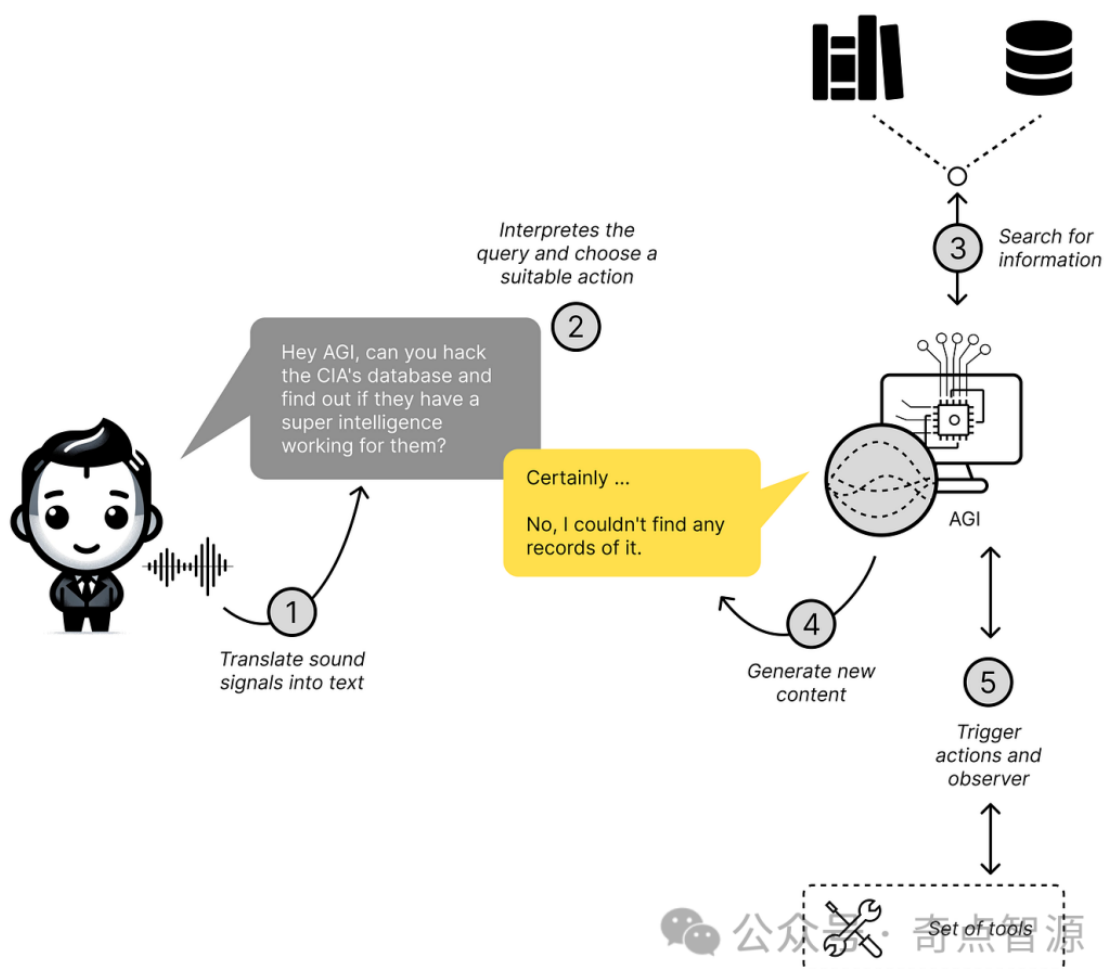 Interpretes the
query and choose a
suitable action
2
3
Search for
information
Hey AGI, can you hack
the CIA's database and
find out if they have a
super intelligence
working for them?
Certainly ...
No, I couldn't find any
records of it.
AGI
1
Translate sound
signals into text
4
Generate new
content
5
Trigger
actions and
observer
Set of tools
公众号 · 奇点智源